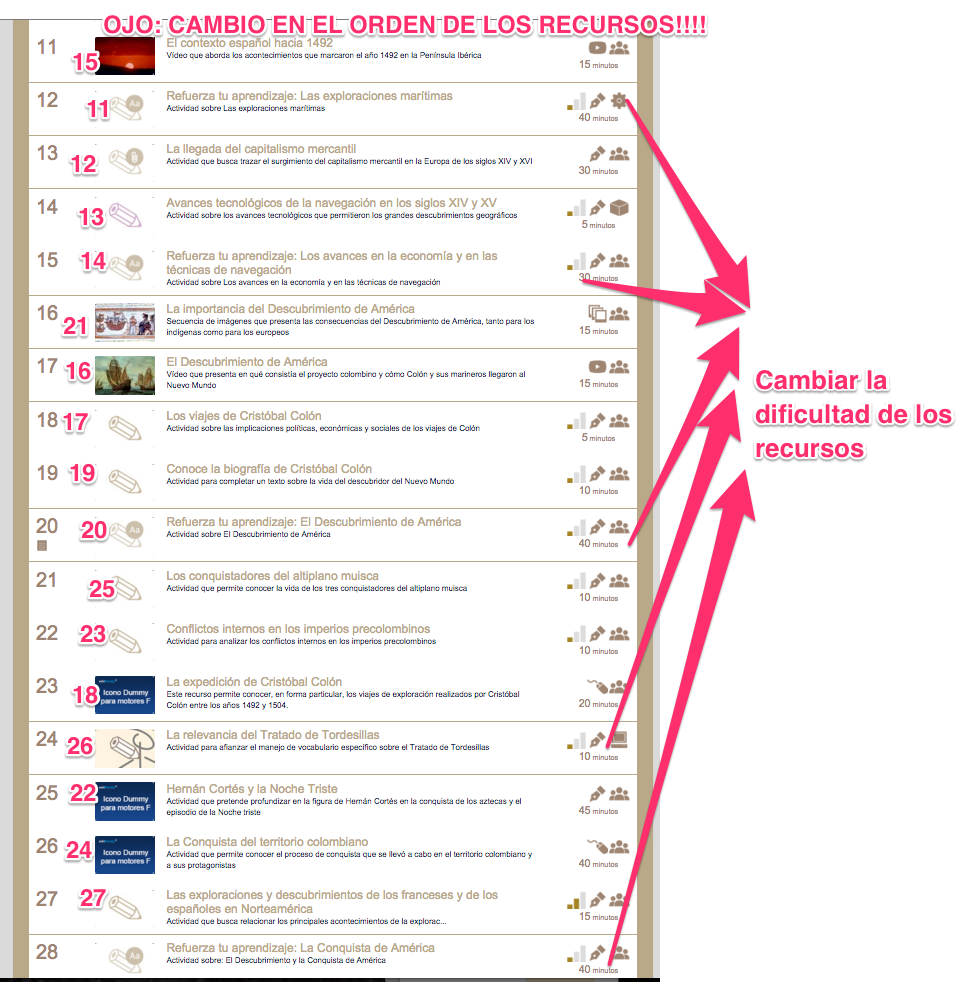 OJO: CAMBIO EN EL ORDEN DE LOS RECURSOS!!!!
11
15
El contexto español hacia 1492
Vídeo que aborda los acontecimientos que marcaron el año 1492 en la Península Ibérica
15 minutos
12
11
Aa
Refuerza tu aprendizaje: Las exploraciones marítimas
Actividad sobre Las exploraciones marítimas
40 minutos
13
12
La llegada del capitalismo mercantil
Actividad que busca trazar el surgimiento del capitalismo mercantil en la Europa de los siglos XIV y XVI
30 minutos
14
13
Avances tecnológicos de la navegación en los siglos XIV y XV
Actividad sobre los avances tecnológicos que permitieron los grandes descubrimientos geográficos
5 minutos
15
14
Aa
Refuerza tu aprendizaje: Los avances en la economía y en las
técnicas de navegación
Actividad sobre Los avances en la economía y en las técnicas de navegación
30 minutos
16
21
La importancia del Descubrimiento de América
Secuencia de imágenes que presenta las consecuencias del Descubrimiento de América, tanto para los
indígenas como para los europeos
15 minutos
17
16
El Descubrimiento de América
Vídeo que presenta en qué consistía el proyecto colombino y cómo Colón y sus marineros llegaron al
Nuevo Mundo
15 minutos
Cambiar la
dificultad de los
recursos
18
17
Los viajes de Cristóbal Colón
Actividad sobre las implicaciones políticas, económicas y sociales de los viajes de Colón
5 minutos
19
19
Conoce la biografía de Cristóbal Colón
Actividad para completar un texto sobre la vida del descubridor del Nuevo Mundo
10 minutos
20
20
Aa
Refuerza tu aprendizaje: El Descubrimiento de América
Actividad sobre El Descubrimiento de América
40 minutos
21
25
Los conquistadores del altiplano muisca
Actividad que permite conocer la vida de los tres conquistadores del altiplano muisca
10 minutos
22
23
Conflictos internos en los imperios precolombinos
Actividad para analizar los conflictos internos en los imperios precolombinos
10 minutos
23
18
Icono Dummy
para motores F
La expedición de Cristóbal Colón
Este recurso permite conocer, en forma particular, los viajes de exploración realizados por Cristóbal
Colón entre los años 1492 y 1504.
20 minutos
24
26
La relevancia del Tratado de Tordesillas
Actividad para afianzar el manejo de vocabulario específico sobre el Tratado de Tordesillas
10 minutos
25
22
Icono Dummy
para motores F
Hernán Cortés y la Noche Triste
Actividad que pretende profundizar en la figura de Hernán Cortés en la conquista de los aztecas y el
episodio de la Noche triste
45 minutos
26
24
Icono Dummy
para motores F
La Conquista del territorio colombiano
Actividad que permite conocer el proceso de conquista que se llevó a cabo en el territorio colombiano y
a sus protagonistas
40 minutos
27
27
Las exploraciones y descubrimientos de los franceses y de los
españoles en Norteamérica
Actividad que busca relacionar los principales acontecimientos de la explorac...
15 minutos
28
Aa
Refuerza tu aprendizaje: La Conquista de América
Actividad sobre: El Descubrimiento y la Conquista de América
40 minutos